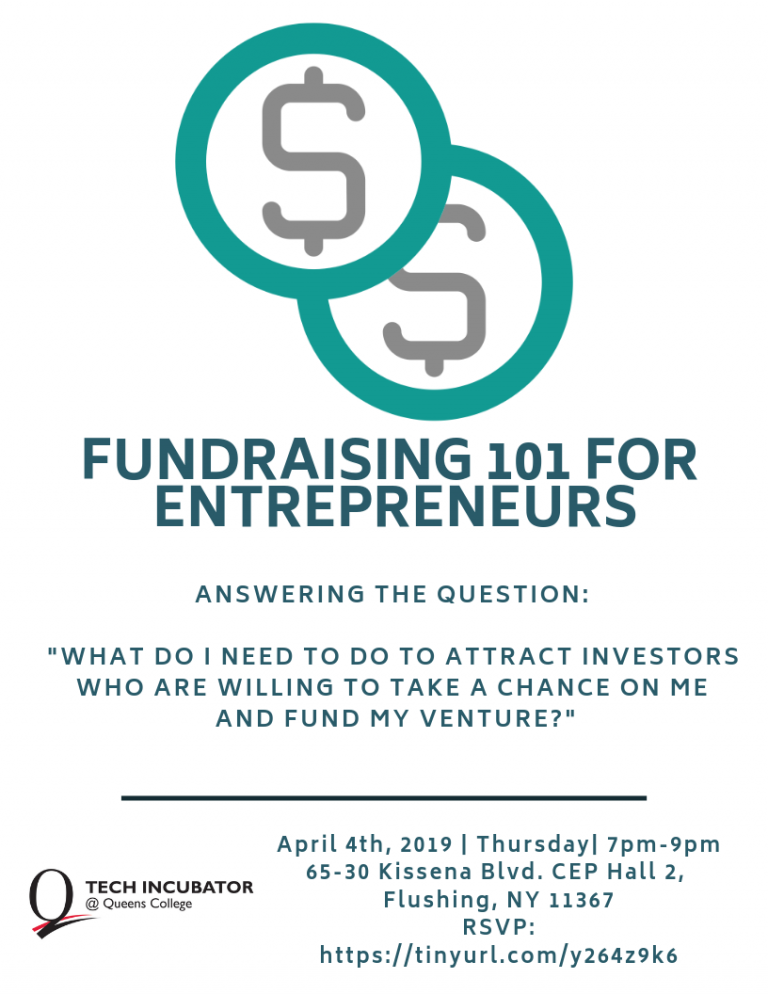 FUNDRAISING 101 FOR
ENTREPRENEURS
ANSWERING THE QUESTION:
"WHAT DO I NEED TO DO TO ATTRACT INVESTORS
WHO ARE WILLING TO TAKE A CHANCE ON ME
AND FUND MY VENTURE?"
April 4th, 2019 | Thursday| 7pm-9pm
65-30 Kissena Blvd. CEP Hall 2,
Flushing, NY 11367
RSVP:
https://tinyurl.com/y264z9k6
Q TECH INCUBATOR
@ Queens College